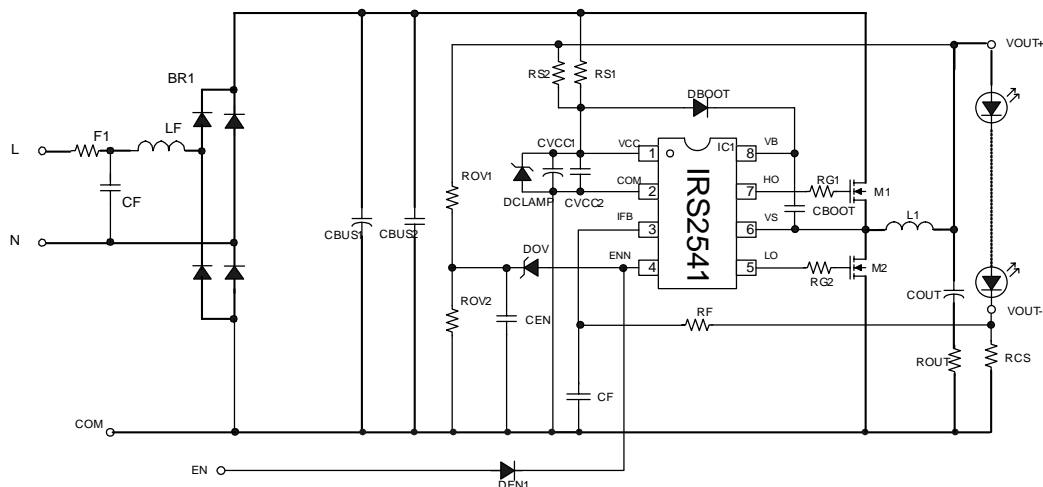 VOUT+
BR1
RS2
RS1
DBOOT
F1
LF
L
CVCC1
VCC
1
IC1
8
VB
COM
2
IRS2541
7
HO
RG1
M1
ROV1
DCLAMP
CVCC2
CBOOT
CF
IFB
3
6
VS
L1
N
CBUS1
CBUS2
DOV
ENN
4
5
LO
M2
RG2
ROV2
CEN
COUT
VOUT-
RF
ROUT
RCS
CF
COM
EN
DEN1